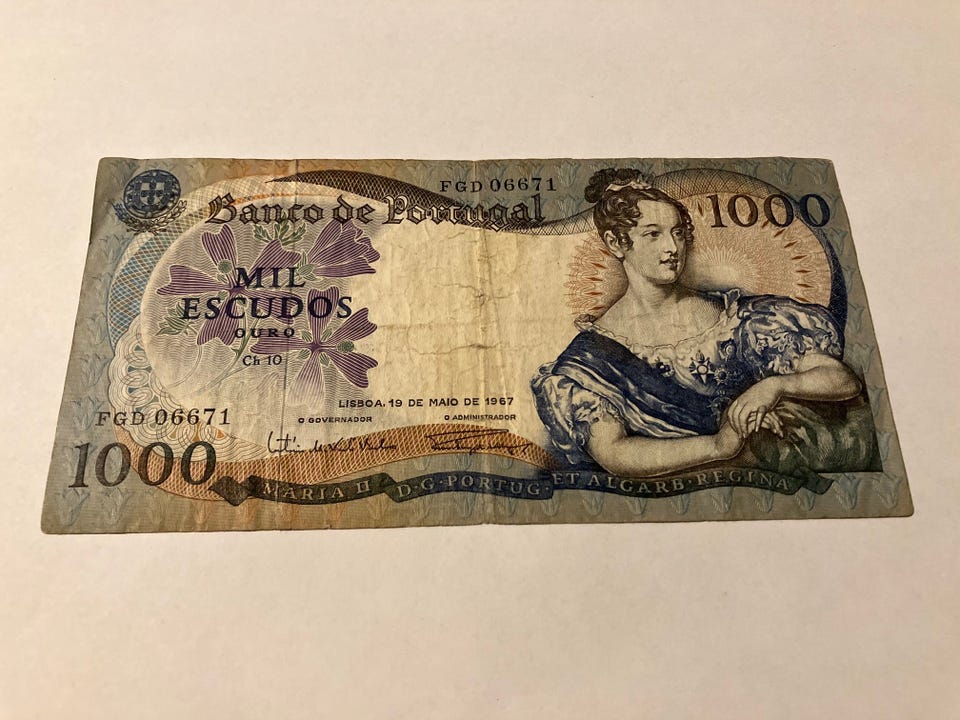 FGD 06671
Banco de Portugal
1000
MIL
ESCUDOS
OURO
Ch 10
LISBOA, 19 DE MAIO DE 1967
O GOVERNADOR
O ADMINISTRADOR
FGD 06671
1000
MARIA II D·G·PORTUG·ET ALGARB·REGINA